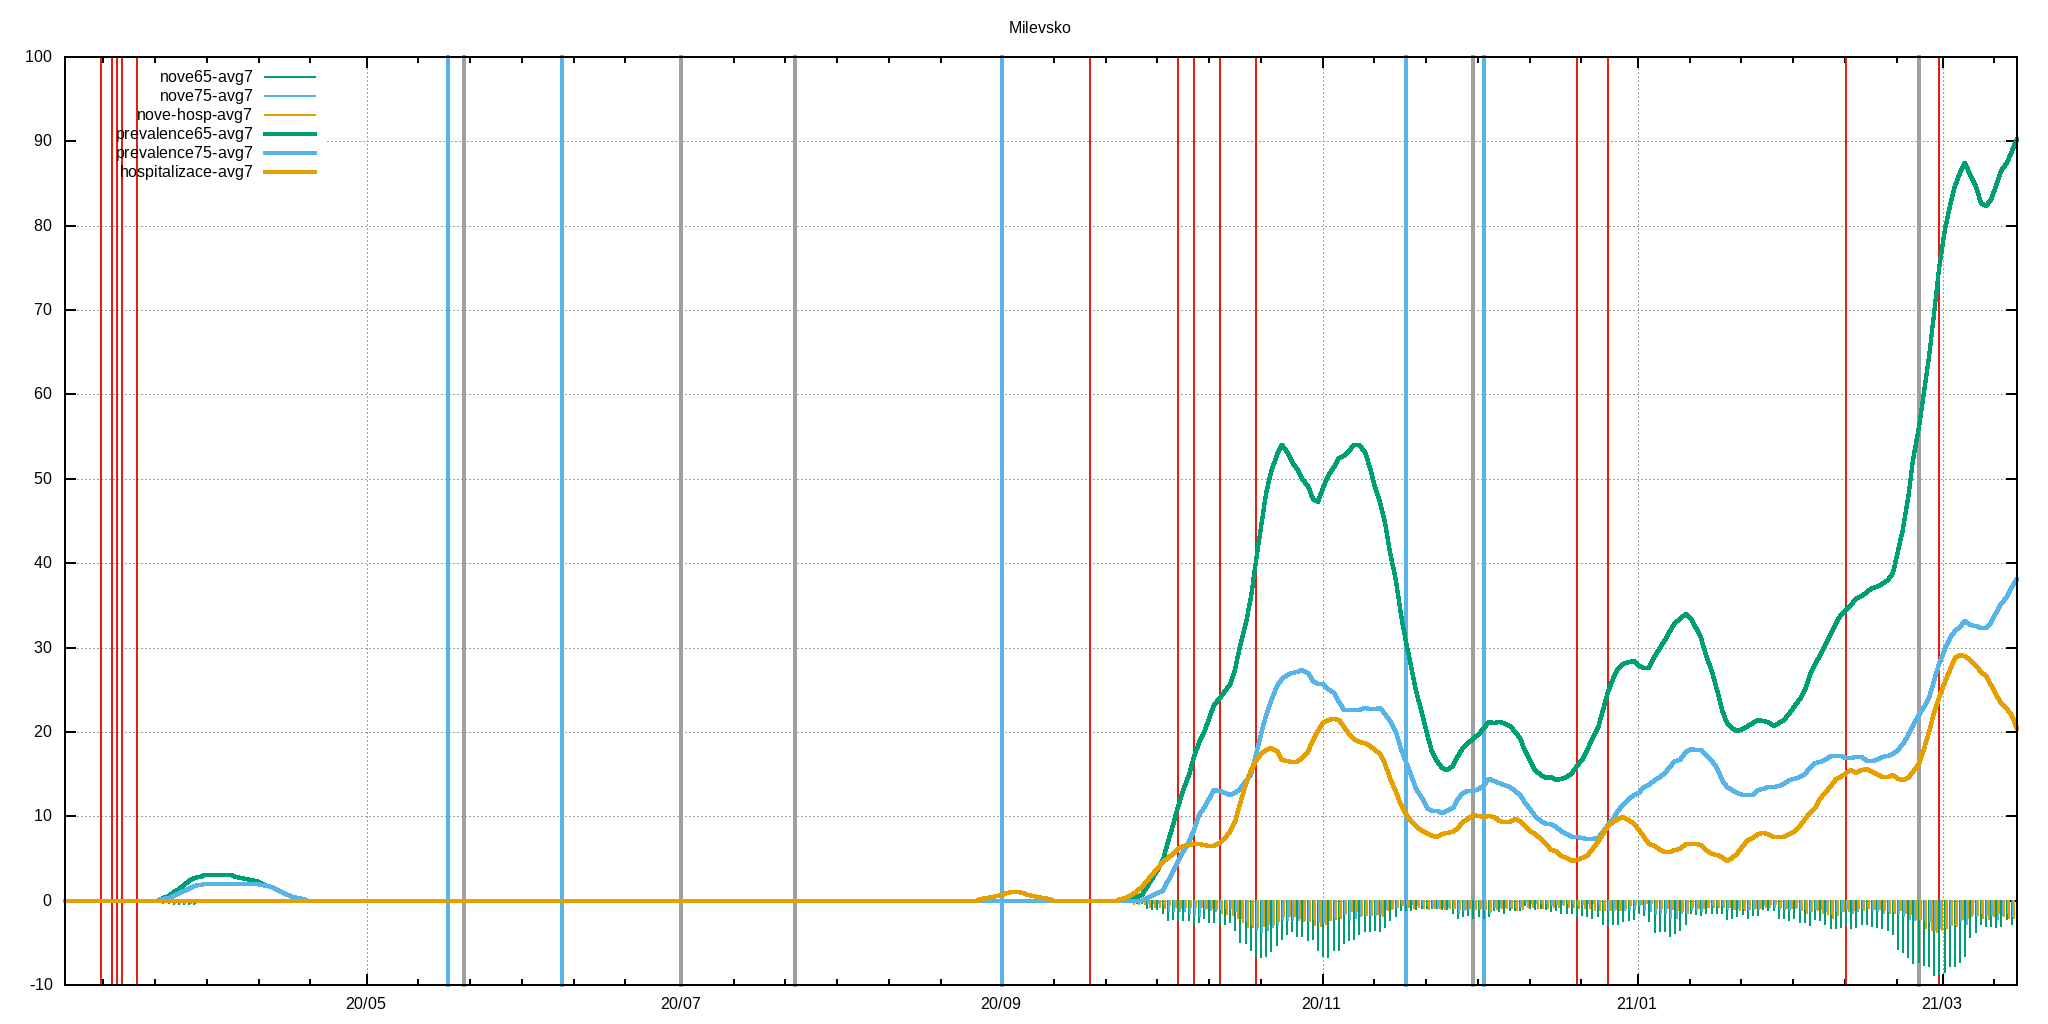 Milevsko
100
90
80
70
60
50
40
30
20
10
0
-10
nove65-avg7
nove75-avg7
nove-hosp-avg7
prevalence65-avg7
prevalence75-avg7
hospitalizace-avg7
20/05 20/07 20/09 20/11 21/01 21/03